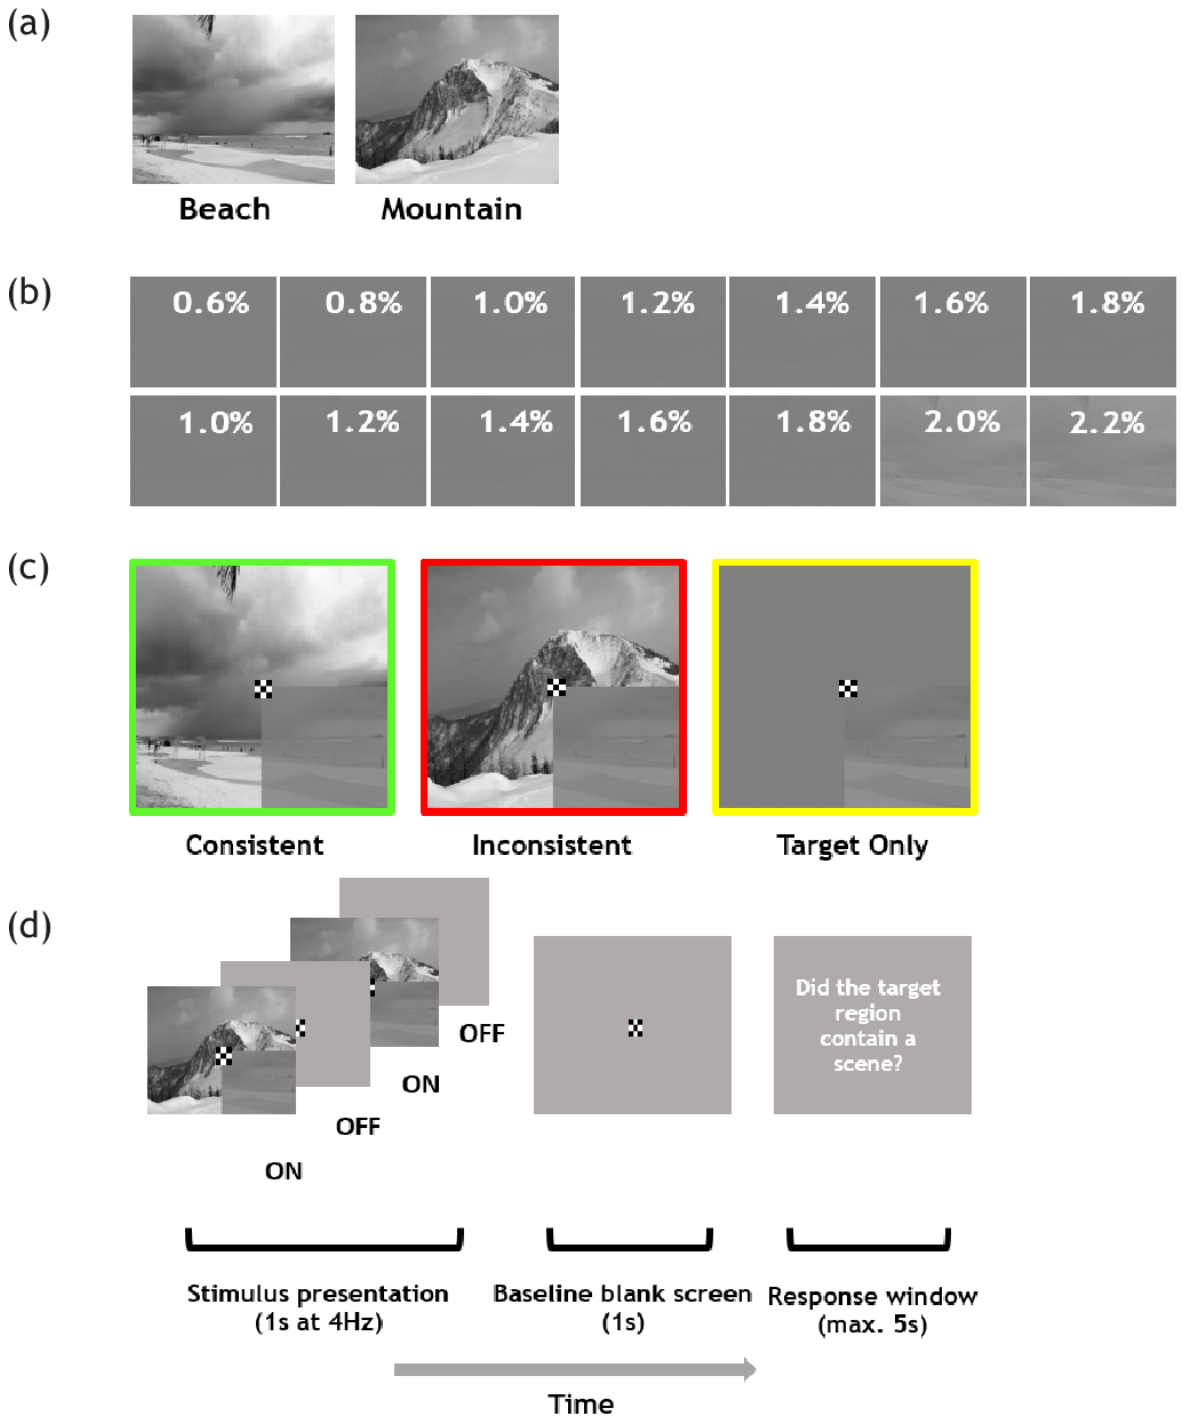 (a)
Beach
Mountain
(b)
0.6% 0.8% 1.0% 1.2% 1.4% 1.6% 1.8%
1.0% 1.2% 1.4% 1.6% 1.8% 2.0% 2.2%
(c)
Consistent
Inconsistent
Target Only
(d)
OFF
ON
OFF
ON
Did the target
region
contain a
scene?
Stimulus presentation
(1s at 4Hz)
Baseline blank screen
(1s)
Response window
(max. 5s)
Time